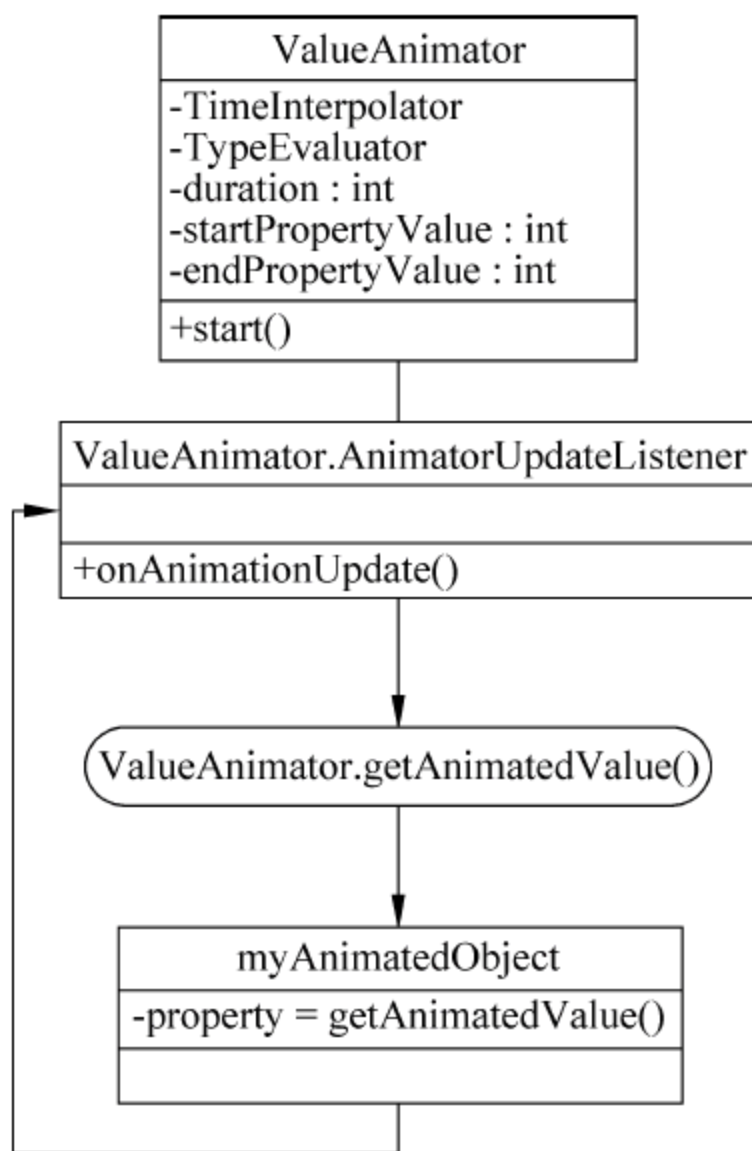 ValueAnimator
-TimeInterpolator
-TypeEvaluator
-duration : int
-startPropertyValue : int
-endPropertyValue : int
+start()
ValueAnimator.AnimatorUpdateListener
+onAnimationUpdate()
ValueAnimator.getAnimatedValue()
myAnimatedObject
-property = getAnimatedValue()